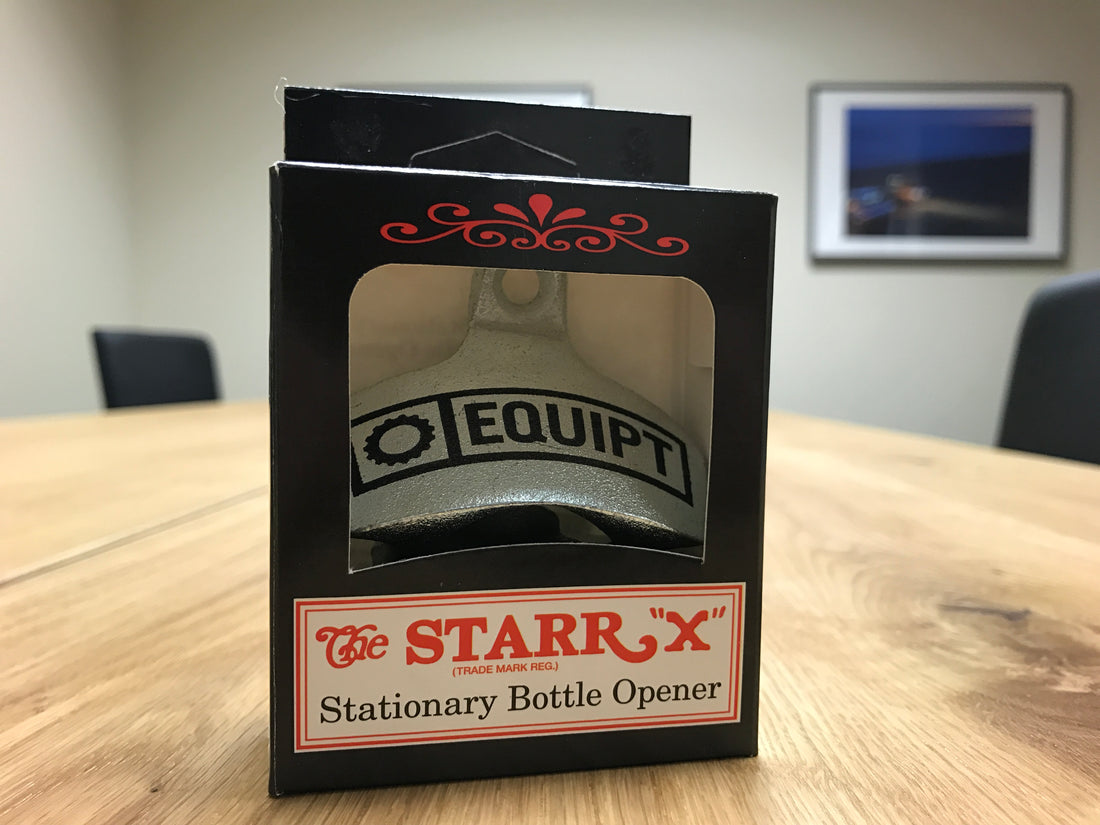 EQUIPT
The STARR "X"
(TRADE MARK REG.)
Stationary Bottle Opener